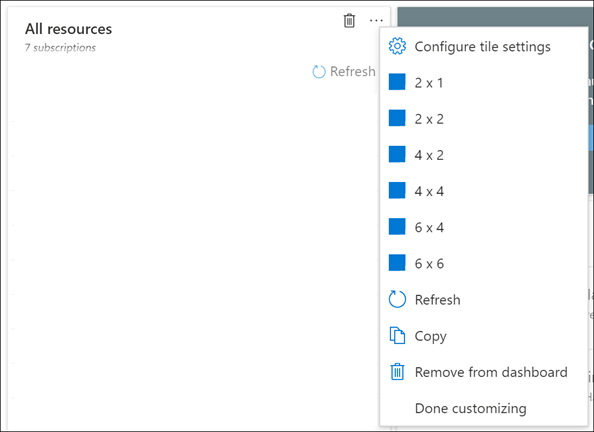 All resources
7 subscriptions
Refresh
Configure tile settings
2 x 1
2 x 2
4 x 2
4 x 4
6 x 4
6 x 6
Refresh
Copy
Remove from dashboard
Done customizing